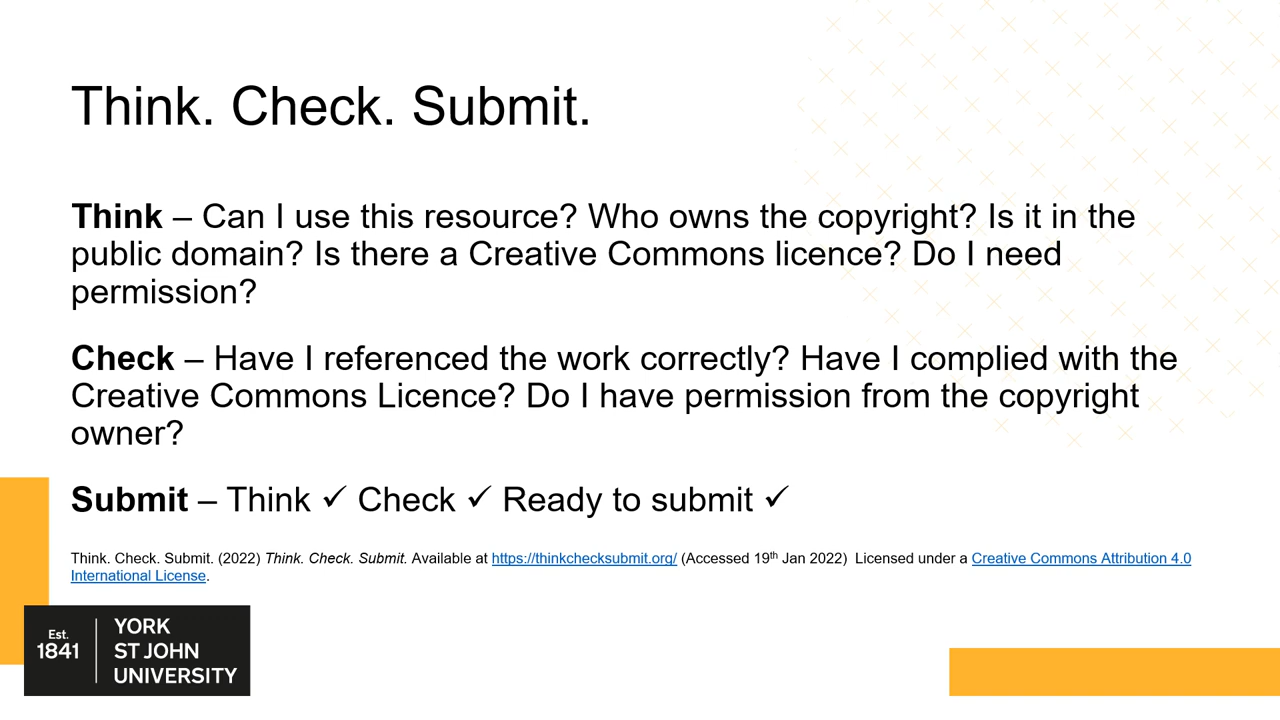 Think. Check. Submit.
Think – Can I use this resource? Who owns the copyright? Is it in the
public domain? Is there a Creative Commons licence? Do I need
permission?
Check – Have I referenced the work correctly? Have I complied with the
Creative Commons Licence? Do I have permission from the copyright
owner?
Submit – Think ✓ Check ✓ Ready to submit ✓
Think. Check. Submit. (2022) Think. Check. Submit. Available at https://thinkchecksubmit.org/ (Accessed 19th Jan 2022) Licensed under a Creative Commons Attribution 4.0
International License.
Est.
1841
YORK
ST JOHN
UNIVERSITY